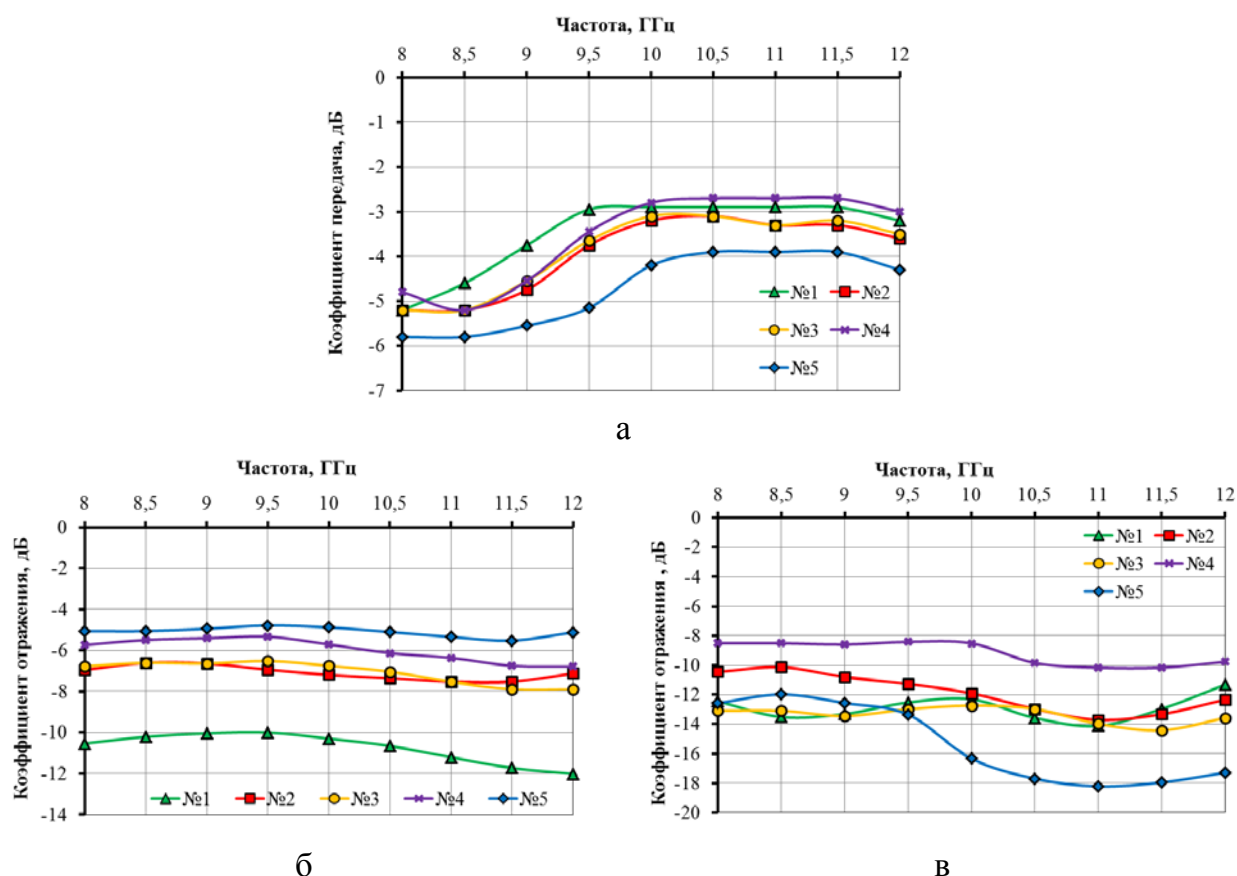 Частота, ГГц
8 8,5 9 9,5 10 10,5 11 11,5 12
Коэффициент передача, дБ
0
-1
-2
-3
-4
-5
-6
-7
№1 №2
№3 №4
№5
а
Частота, ГГц
8 8,5 9 9,5 10 10,5 11 11,5 12
Коэффициент отражения, дБ
0
-2
-4
-6
-8
-10
-12
-14
№1 №2 №3 №4 №5
б
Частота, ГГц
8 8,5 9 9,5 10 10,5 11 11,5 12
Коэффициент отражения , дБ
0
-2
-4
-6
-8
-10
-12
-14
-16
-18
-20
№1 №2
№3 №4
№5
в